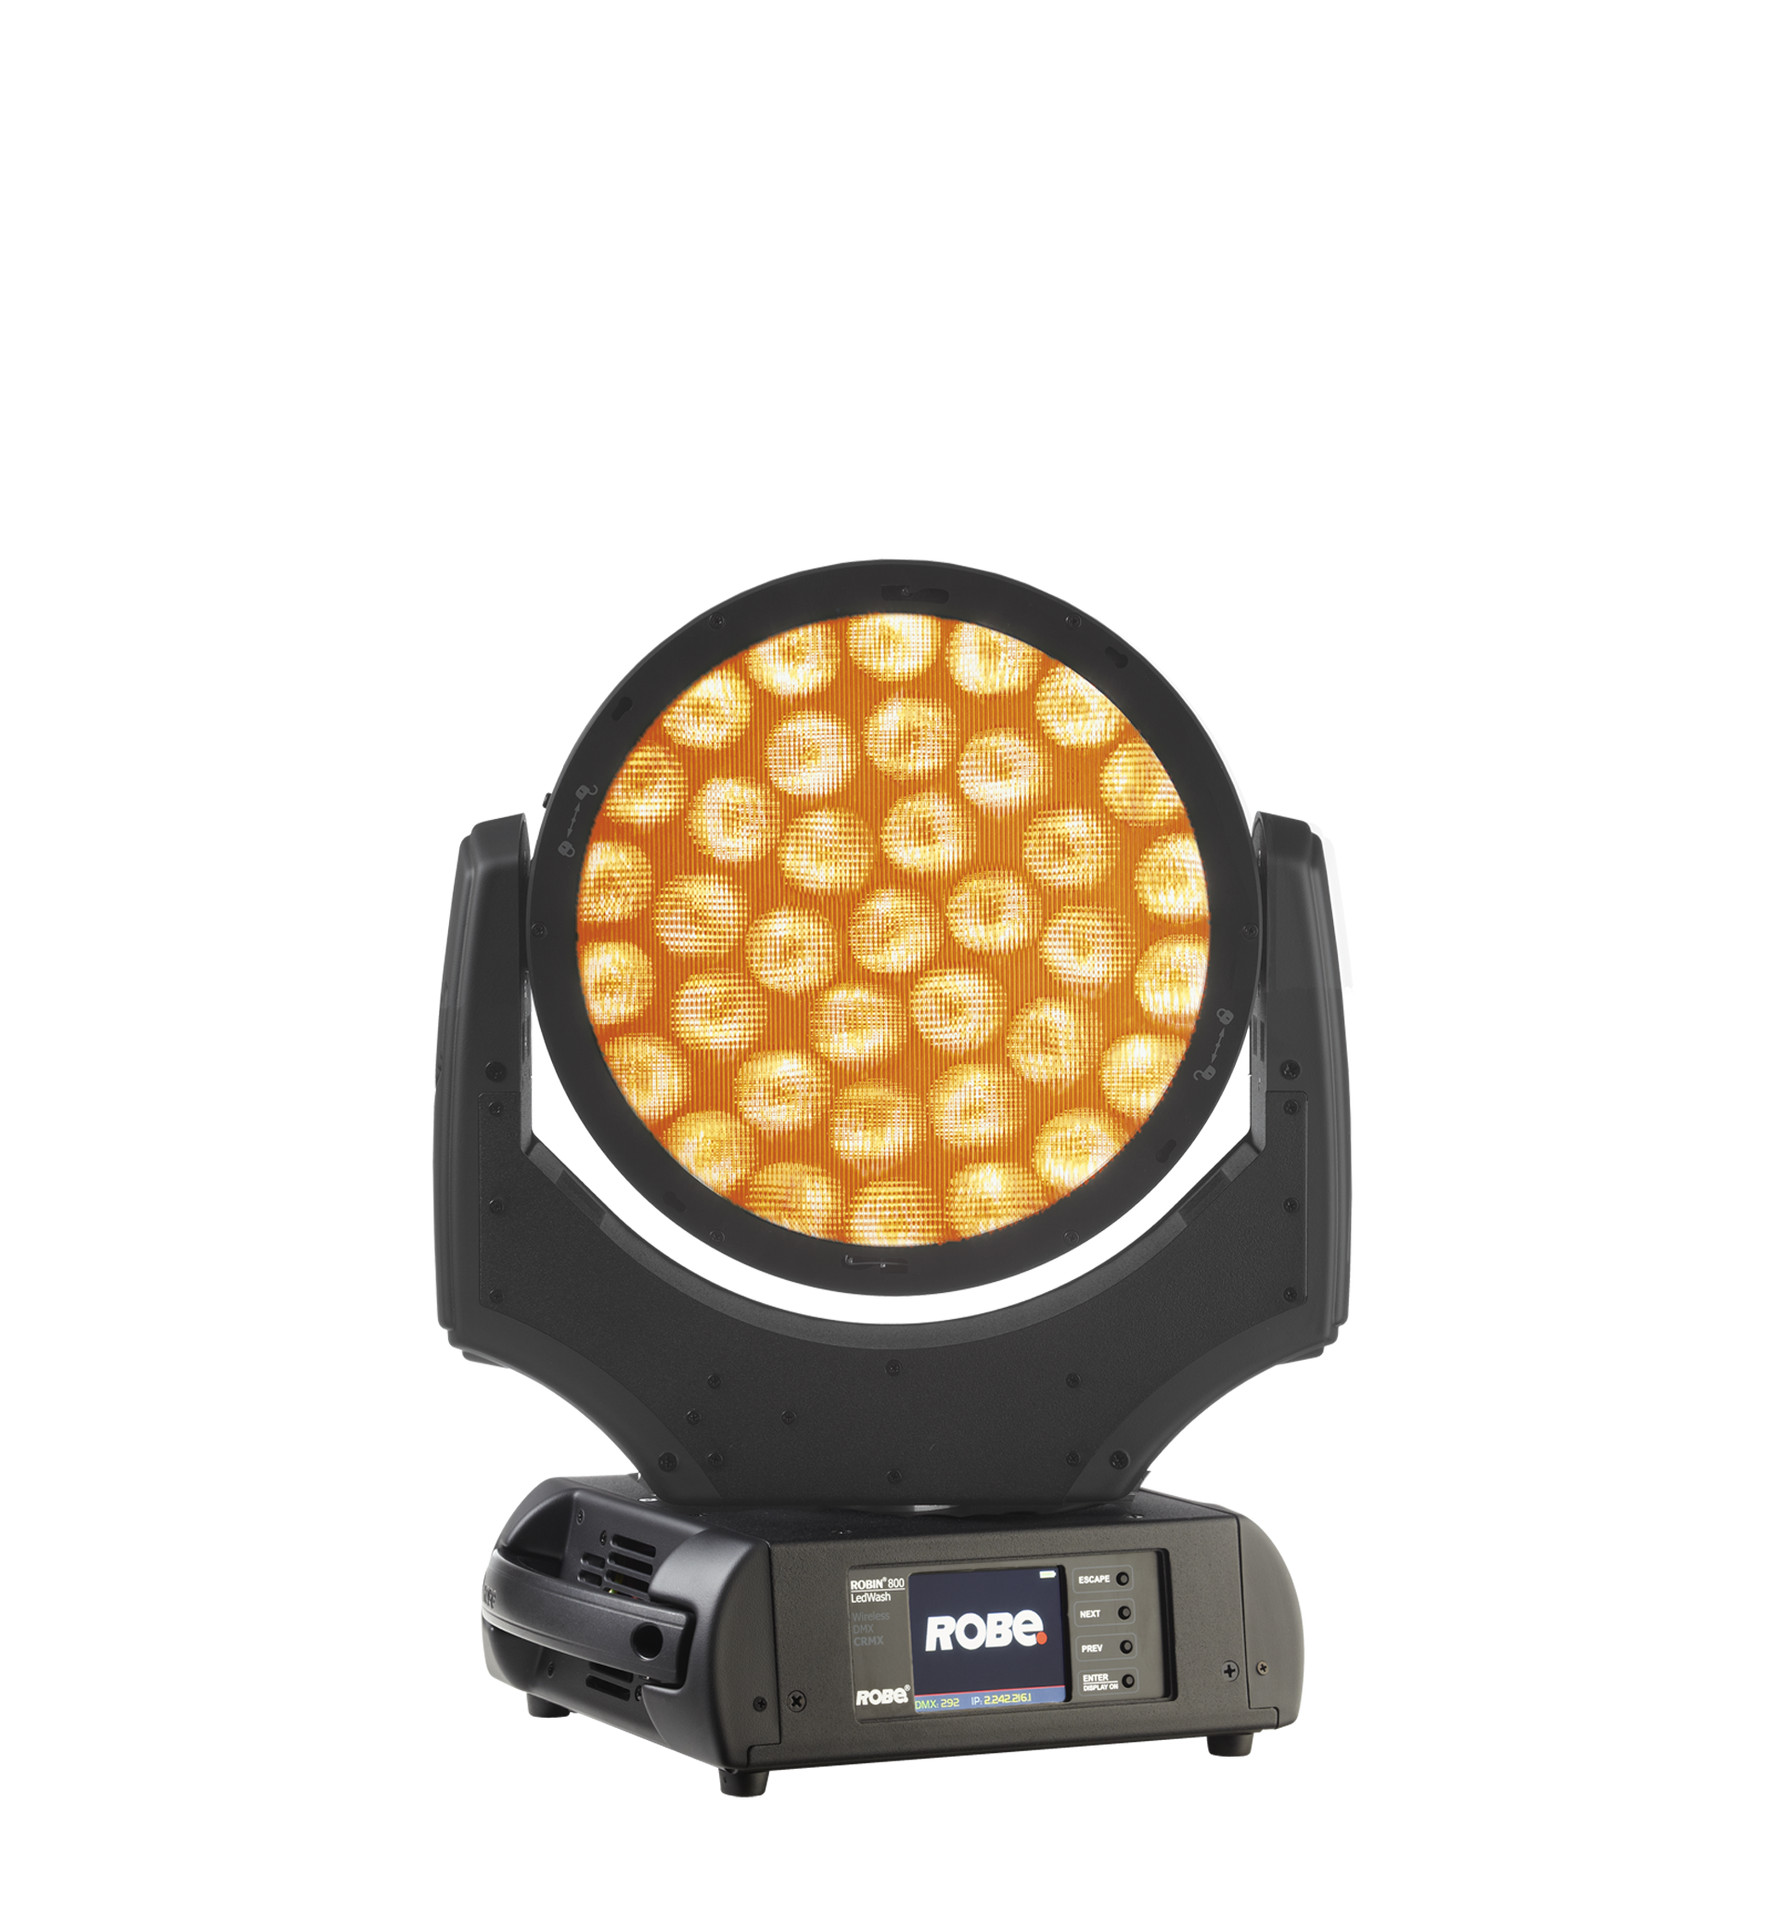 ROBIN® 800
LedWash
Wireless
DMX
CRMX
ROBe®
ROBe.
DMX: 292 IP: 2.242.216.1
ESCAPE
NEXT
PREV
ENTER
DISPLAY ON